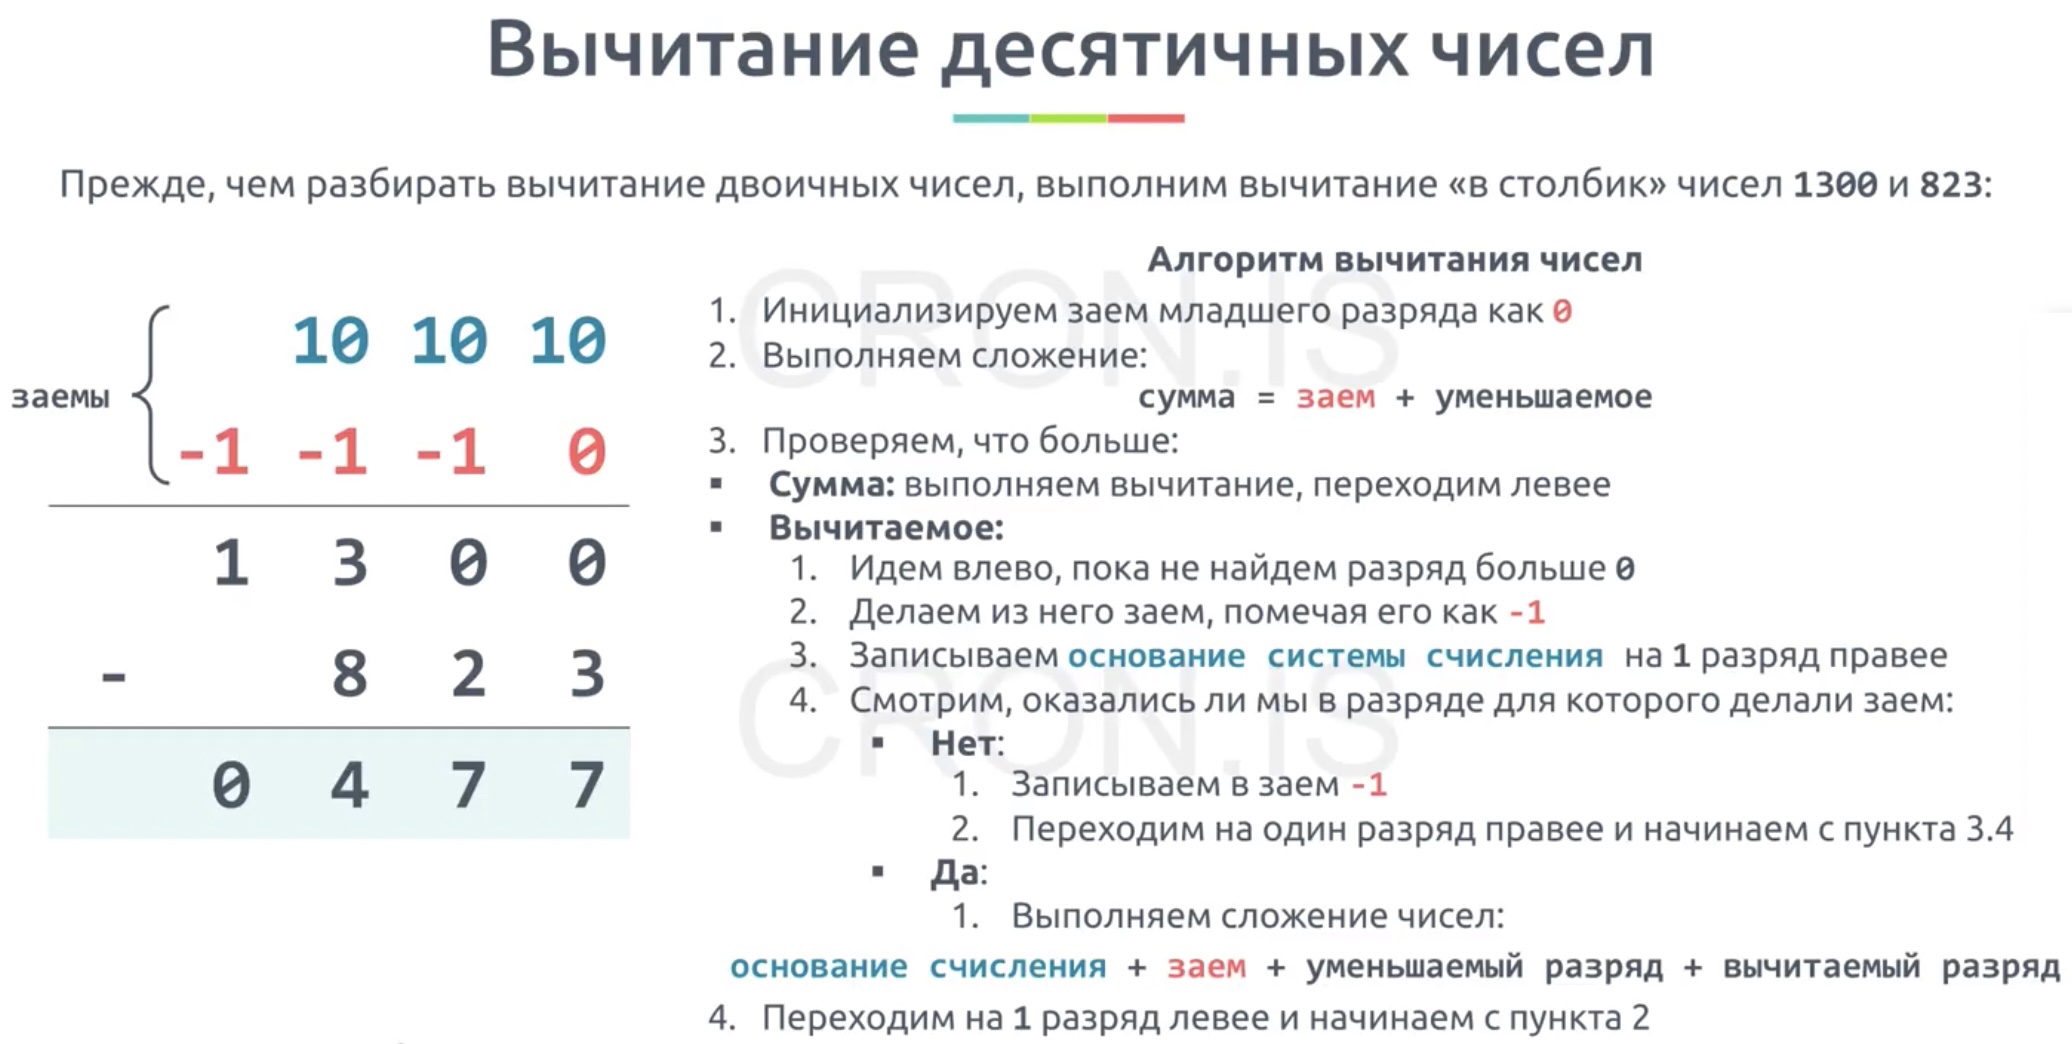 Вычитание десятичных чисел
Прежде, чем разбирать вычитание двоичных чисел, выполним вычитание «в столбик» чисел 1300 и 823:
заемы
10 10 10
-1 -1 -1 0
1 3 0 0
- 8 2 3
0 4 7 7
Алгоритм вычитания чисел
1. Инициализируем заем младшего разряда как 0
2. Выполняем сложение:
сумма = заем + уменьшаемое
3. Проверяем, что больше:
▪ Сумма: выполняем вычитание, переходим левее
▪ Вычитаемое:
1. Идем влево, пока не найдем разряд больше 0
2. Делаем из него заем, помечая его как -1
3. Записываем основание системы счисления на 1 разряд правее
4. Смотрим, оказались ли мы в разряде для которого делали заем:
▪ Нет:
1. Записываем в заем -1
2. Переходим на один разряд правее и начинаем с пункта 3.4
▪ Да:
1. Выполняем сложение чисел:
основание счисления + заем + уменьшаемый разряд + вычитаемый разряд
4. Переходим на 1 разряд левее и начинаем с пункта 2
CRON.IS
CRON.IS